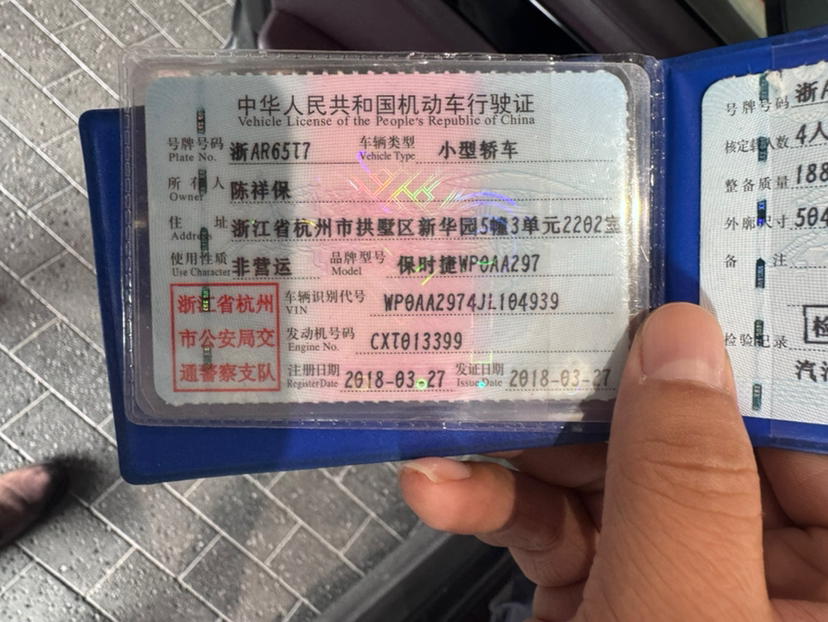 中华人民共和国机动车行驶证
Vehicle License of the People's Republic of China
号牌号码 浙AR65T7 车辆类型 小型轿车
Plate No. Vehicle Type
所有人 陈祥保
Owner
住址 浙江省杭州市拱墅区新华园5幢3单元2202室
Address
使用性质 非营运 品牌型号 保时捷WP0AA297
Use Character Model
浙江省杭州
市公安局交
通警察支队
车辆识别代号 WP0AA2974JL104939
VIN
发动机号码 CXT013399
Engine No.
注册日期 2018-03-27 发证日期 2018-03-27
Register Date Issue Date
号牌号码 浙A
核定载人数 4人
整备质量 188
外廓尺寸 504
备注
检验记录